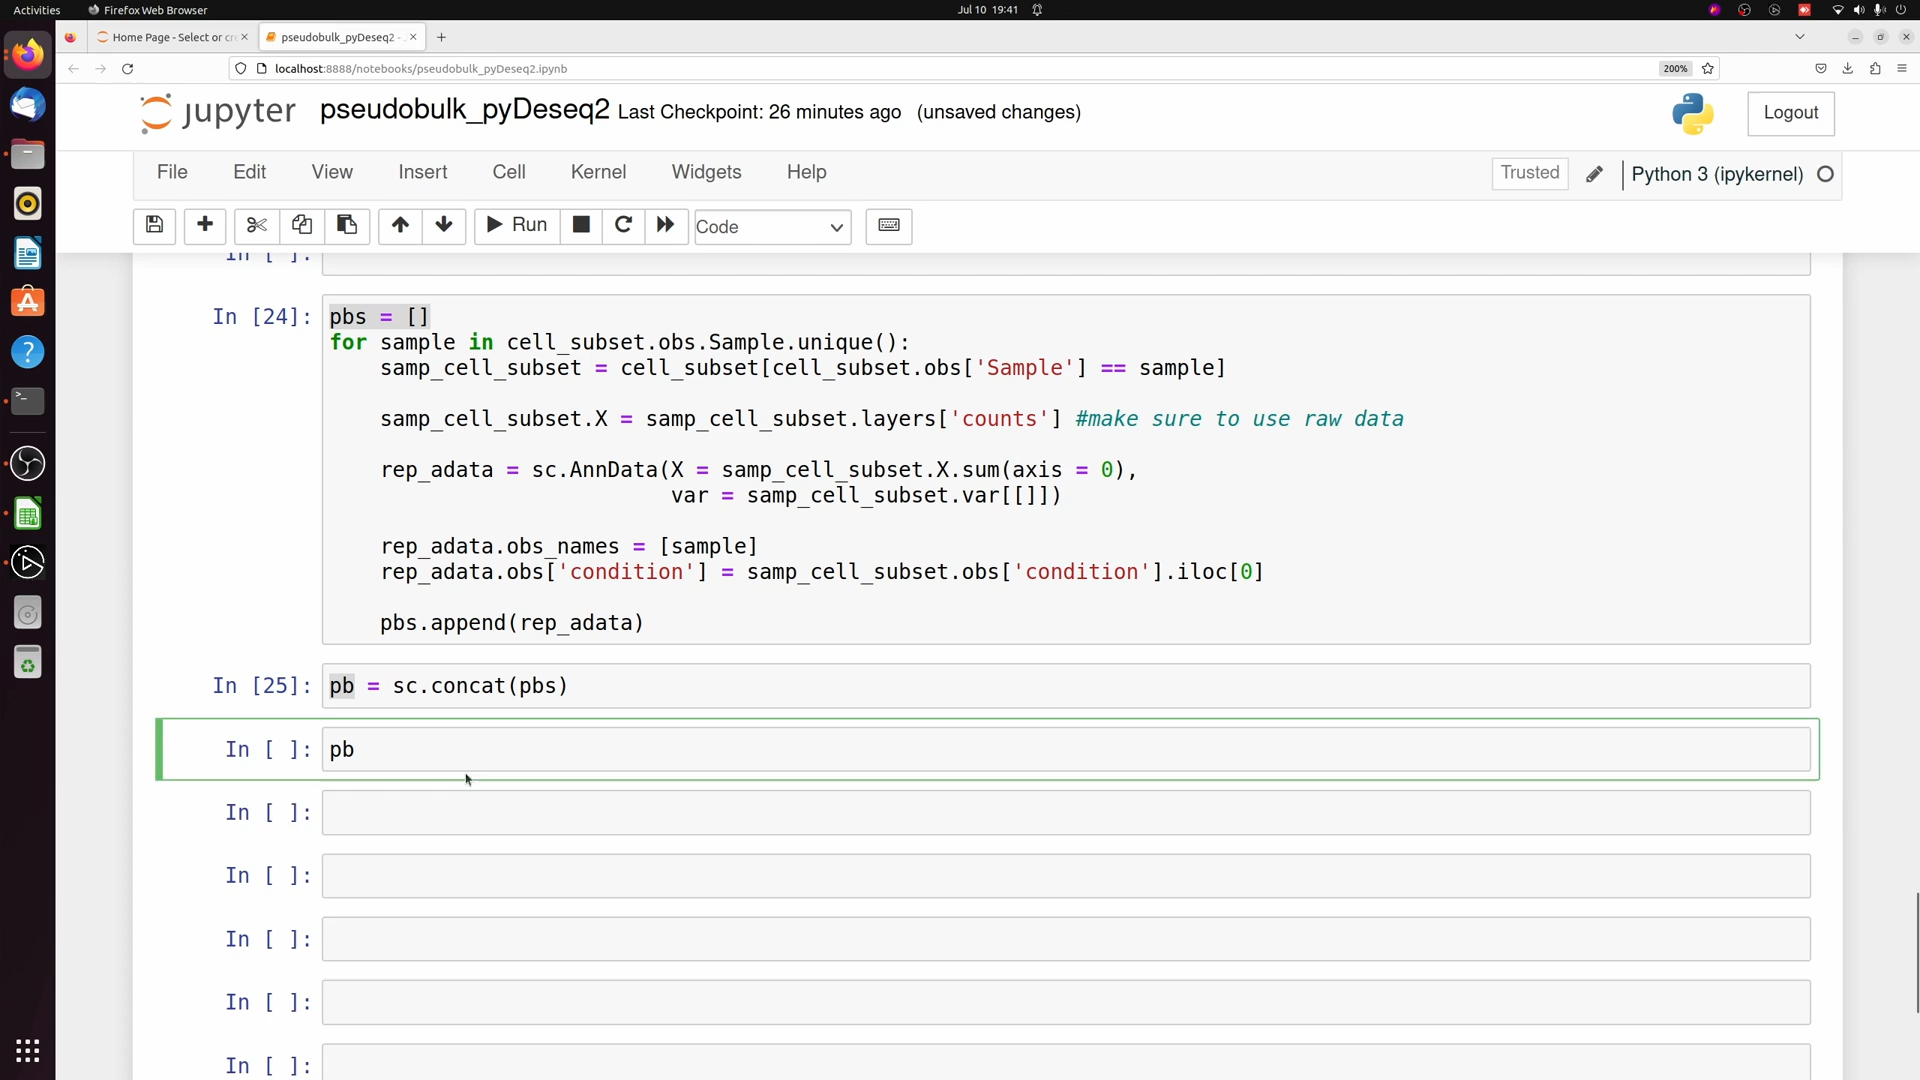 Activities
Firefox Web Browser
Jul 10 19:41
Home Page - Select or cre
pseudobulk_pyDeseq2 -
localhost:8888/notebooks/pseudobulk_pyDeseq2.ipynb
200%
jupyter
pseudobulk_pyDeseq2 Last Checkpoint: 26 minutes ago (unsaved changes)
Logout
File Edit View Insert Cell Kernel Widgets Help
Trusted
Python 3 (ipykernel)
Run
Code
In [ ]:
In [24]:
pbs = []
for sample in cell_subset.obs.Sample.unique():
    samp_cell_subset = cell_subset[cell_subset.obs['Sample'] == sample]
    samp_cell_subset.X = samp_cell_subset.layers['counts'] #make sure to use raw data
    rep_adata = sc.AnnData(X = samp_cell_subset.X.sum(axis = 0),
                           var = samp_cell_subset.var[[]])
    rep_adata.obs_names = [sample]
    rep_adata.obs['condition'] = samp_cell_subset.obs['condition'].iloc[0]
    pbs.append(rep_adata)
In [25]: pb = sc.concat(pbs)
In [ ]: pb
In [ ]:
In [ ]:
In [ ]:
In [ ]:
In [ ]: